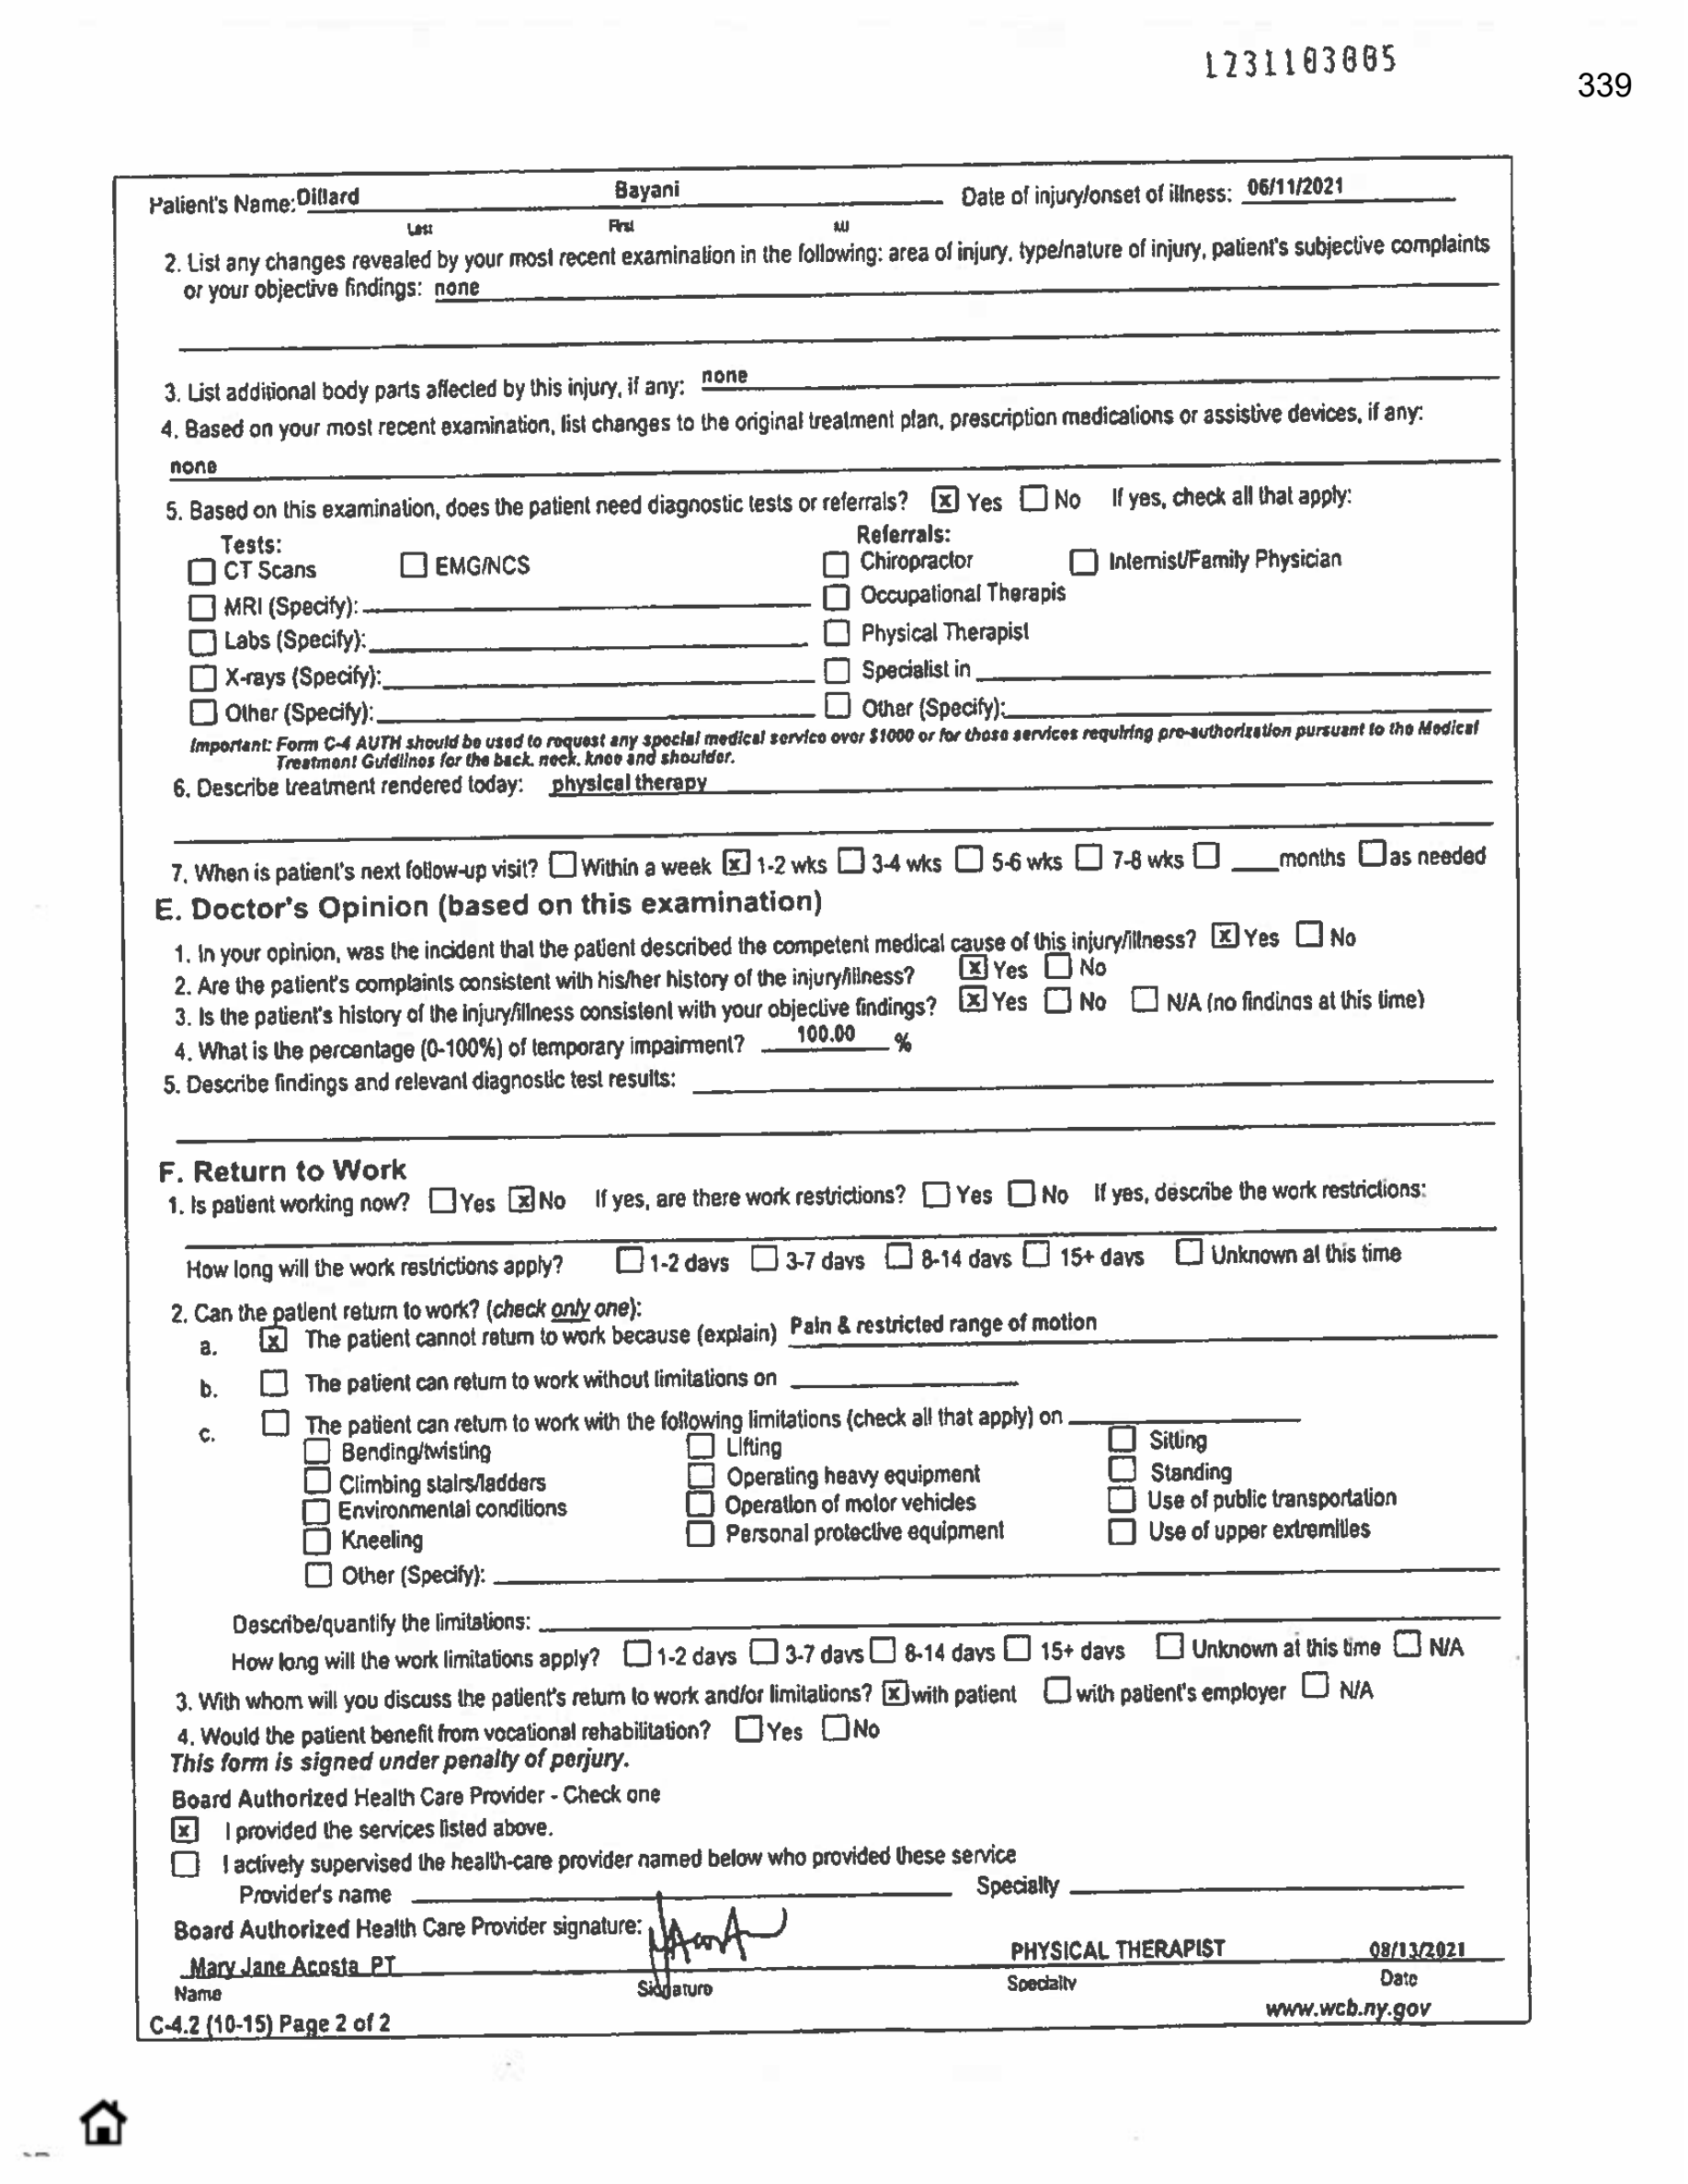 1231103005
339
Patient's Name: Dillard Bayani Date of injury/onset of illness: 06/11/2021
Last First MI
2. List any changes revealed by your most recent examination in the following: area of injury, type/nature of injury, patient's subjective complaints
or your objective findings: none
3. List additional body parts affected by this injury, if any: none
4. Based on your most recent examination, list changes to the original treatment plan, prescription medications or assistive devices, if any:
none
5. Based on this examination, does the patient need diagnostic tests or referrals? [x] Yes [ ] No If yes, check all that apply:
Tests: Referrals:
[ ] CT Scans [ ] EMG/NCS [ ] Chiropractor [ ] Internist/Family Physician
[ ] MRI (Specify): [ ] Occupational Therapis
[ ] Labs (Specify): [ ] Physical Therapist
[ ] X-rays (Specify): [ ] Specialist in
[ ] Other (Specify): [ ] Other (Specify):
Important: Form C-4 AUTH should be used to request any special medical service over $1000 or for those services requiring pre-authorization pursuant to the Medical
Treatment Guidlines for the back, neck, knee and shoulder.
6. Describe treatment rendered today: physical therapy
7. When is patient's next follow-up visit? [ ] Within a week [x] 1-2 wks [ ] 3-4 wks [ ] 5-6 wks [ ] 7-8 wks [ ] ___months [ ] as needed
E. Doctor's Opinion (based on this examination)
1. In your opinion, was the incident that the patient described the competent medical cause of this injury/illness? [x] Yes [ ] No
2. Are the patient's complaints consistent with his/her history of the injury/illness? [x] Yes [ ] No
3. Is the patient's history of the injury/illness consistent with your objective findings? [x] Yes [ ] No [ ] N/A (no findings at this time)
4. What is the percentage (0-100%) of temporary impairment? 100.00 %
5. Describe findings and relevant diagnostic test results:
F. Return to Work
1. Is patient working now? [ ] Yes [x] No If yes, are there work restrictions? [ ] Yes [ ] No If yes, describe the work restrictions:
How long will the work restrictions apply? [ ] 1-2 days [ ] 3-7 days [ ] 8-14 days [ ] 15+ days [ ] Unknown at this time
2. Can the patient return to work? (check only one):
a. [x] The patient cannot return to work because (explain) Pain & restricted range of motion
b. [ ] The patient can return to work without limitations on
c. [ ] The patient can return to work with the following limitations (check all that apply) on
[ ] Bending/twisting [ ] Lifting [ ] Sitting
[ ] Climbing stairs/ladders [ ] Operating heavy equipment [ ] Standing
[ ] Environmental conditions [ ] Operation of motor vehicles [ ] Use of public transportation
[ ] Kneeling [ ] Personal protective equipment [ ] Use of upper extremities
[ ] Other (Specify):
Describe/quantify the limitations:
How long will the work limitations apply? [ ] 1-2 days [ ] 3-7 days [ ] 8-14 days [ ] 15+ days [ ] Unknown at this time [ ] N/A
3. With whom will you discuss the patient's return to work and/or limitations? [x] with patient [ ] with patient's employer [ ] N/A
4. Would the patient benefit from vocational rehabilitation? [ ] Yes [ ] No
This form is signed under penalty of perjury.
Board Authorized Health Care Provider - Check one
[x] I provided the services listed above.
[ ] I actively supervised the health-care provider named below who provided these service
Provider's name Specialty
Board Authorized Health Care Provider signature:
Mary Jane Acosta PT PHYSICAL THERAPIST 08/13/2021
Name Signature Specialty Date
C-4.2 (10-15) Page 2 of 2 www.wcb.ny.gov